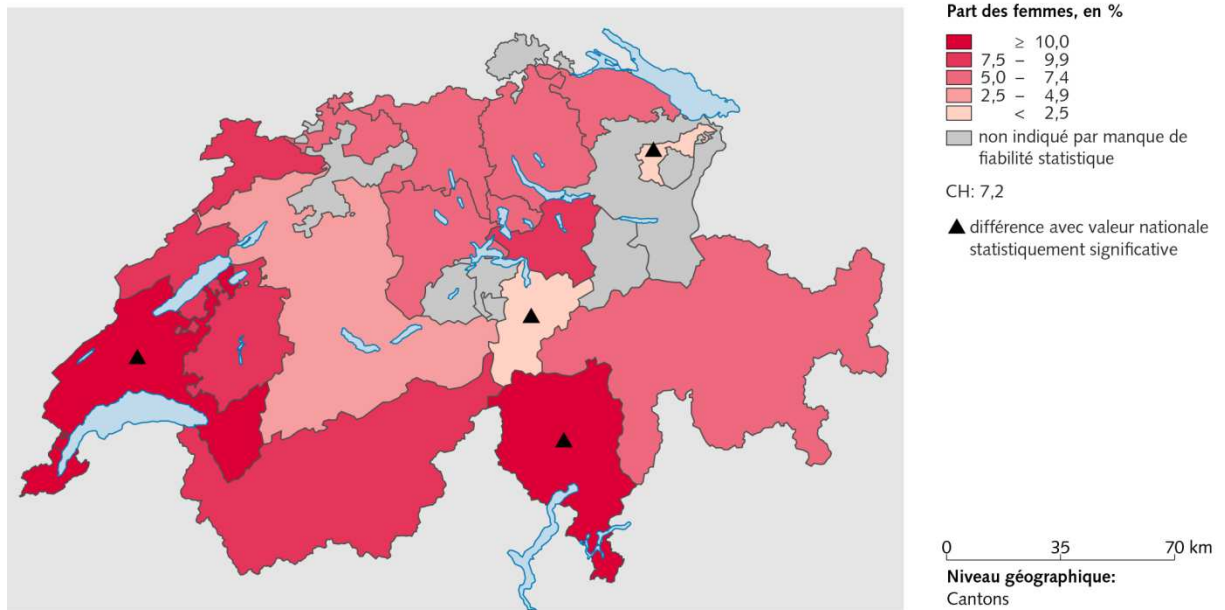 Part des femmes, en %
≥ 10,0
7,5 – 9,9
5,0 – 7,4
2,5 – 4,9
< 2,5
non indiqué par manque de
fiabilité statistique
CH: 7,2
différence avec valeur nationale
statistiquement significative
0 35 70 km
Niveau géographique:
Cantons